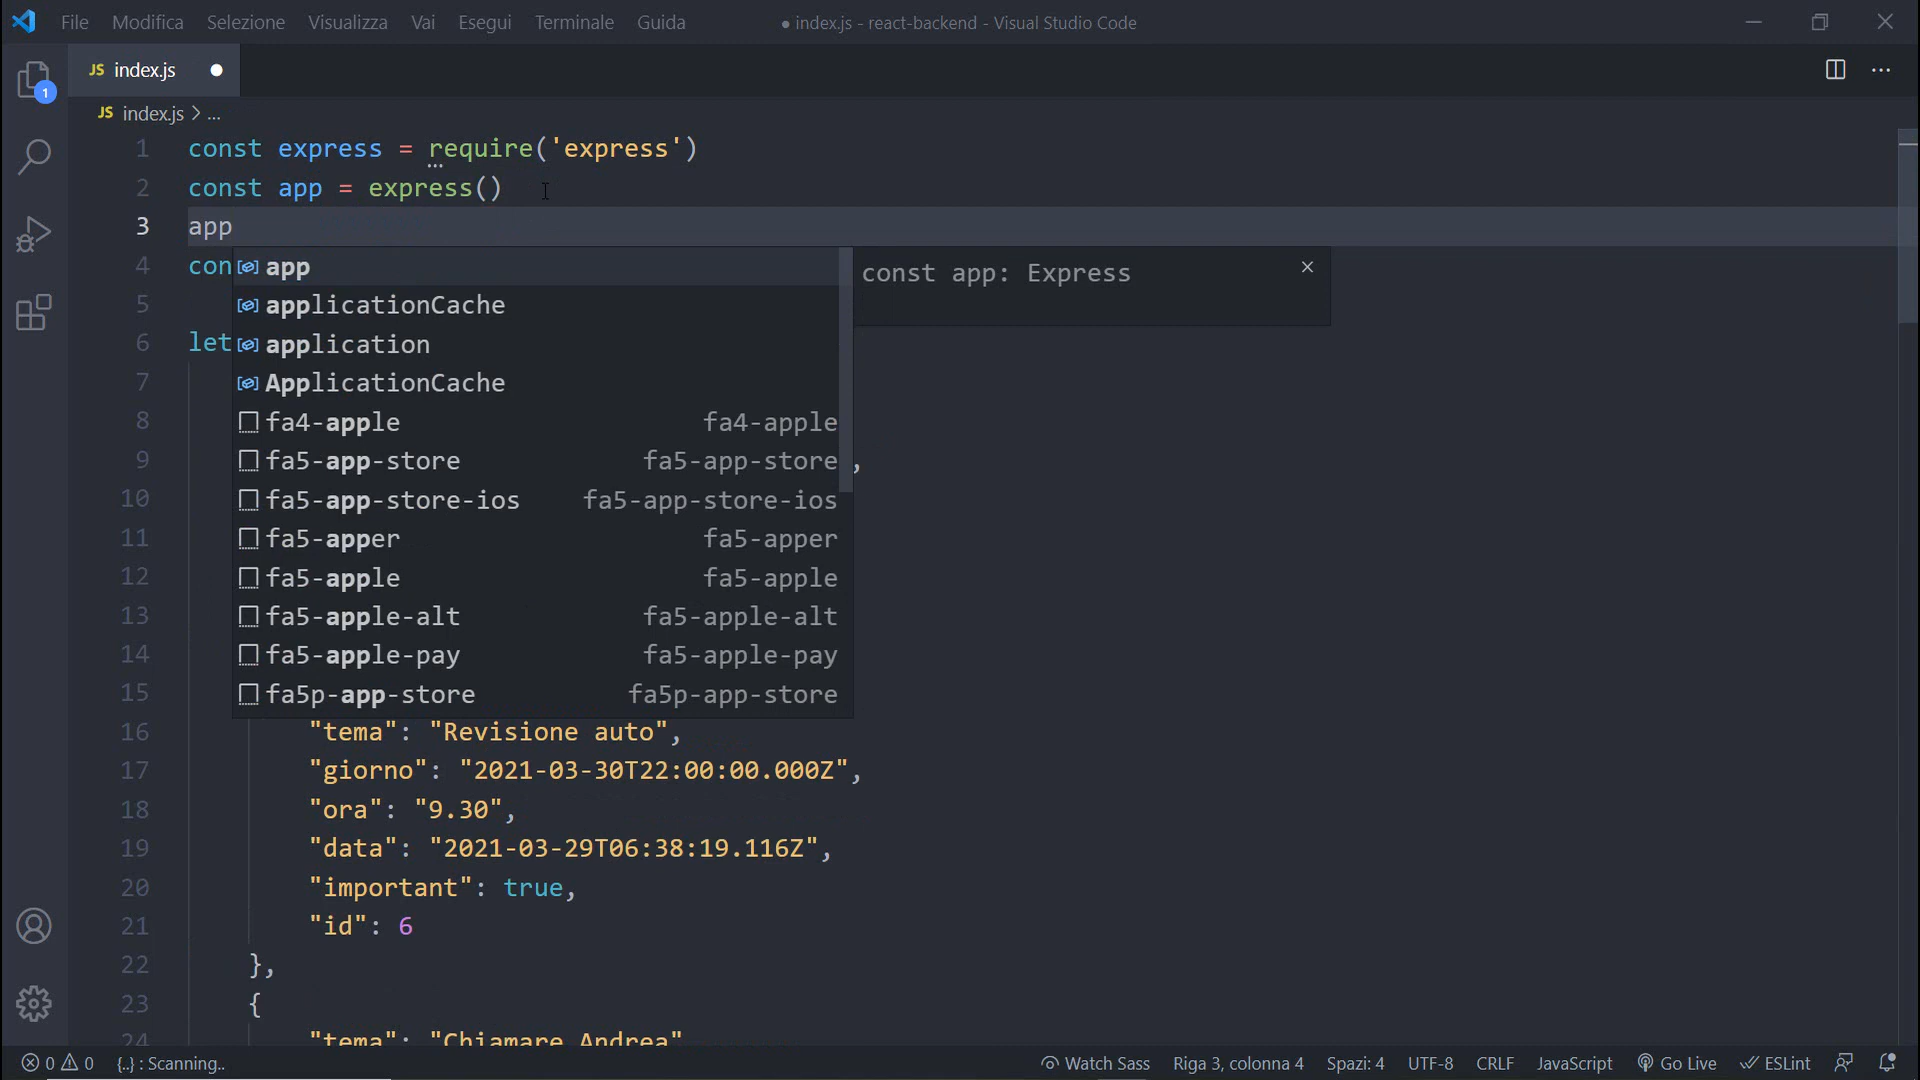 File Modifica Selezione Visualizza Vai Esegui Terminale Guida ● index.js - react-backend - Visual Studio Code
JS index.js
1
JS index.js > ...
1 const express = require('express')
2 const app = express()
3 app
4 con
5
6 let
7
8
9 ,
10
11
12
13
14
15
app
applicationCache
application
ApplicationCache
fa4-apple fa4-apple
fa5-app-store fa5-app-store
fa5-app-store-ios fa5-app-store-ios
fa5-apper fa5-apper
fa5-apple fa5-apple
fa5-apple-alt fa5-apple-alt
fa5-apple-pay fa5-apple-pay
fa5p-app-store fa5p-app-store
const app: Express
16 "tema": "Revisione auto",
17 "giorno": "2021-03-30T22:00:00.000Z",
18 "ora": "9.30",
19 "data": "2021-03-29T06:38:19.116Z",
20 "important": true,
21 "id": 6
22 },
23 {
24 "tema": "Chiamare Andrea"
0 0 {..} : Scanning.. Watch Sass Riga 3, colonna 4 Spazi: 4 UTF-8 CRLF JavaScript Go Live ESLint